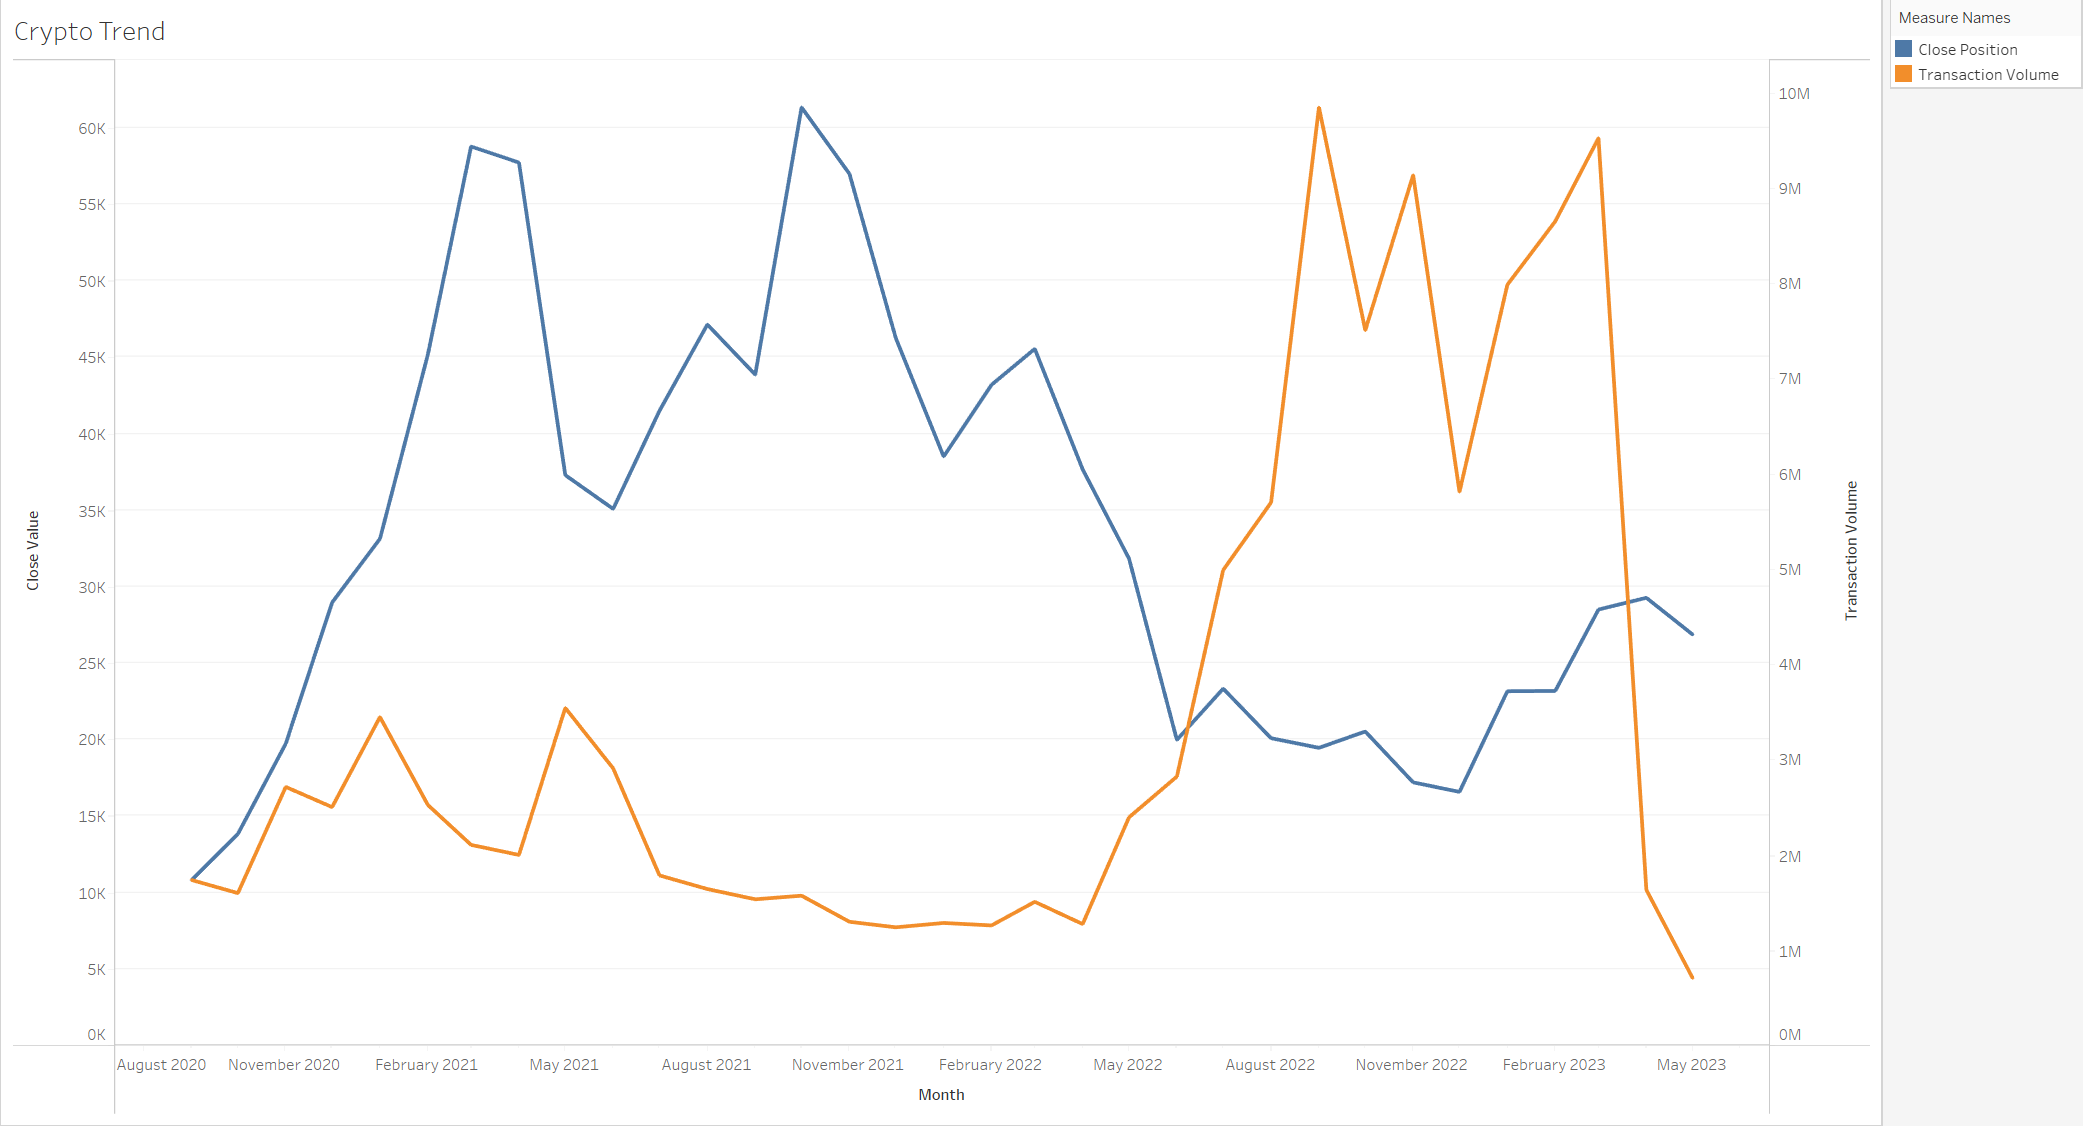 Crypto Trend
Measure Names
Close Position
Transaction Volume
Close Value
60K
55K
50K
45K
40K
35K
30K
25K
20K
15K
10K
5K
0K
10M
9M
8M
7M
6M
5M
4M
3M
2M
1M
0M
Transaction Volume
August 2020 November 2020 February 2021 May 2021 August 2021 November 2021 February 2022 May 2022 August 2022 November 2022 February 2023 May 2023
Month